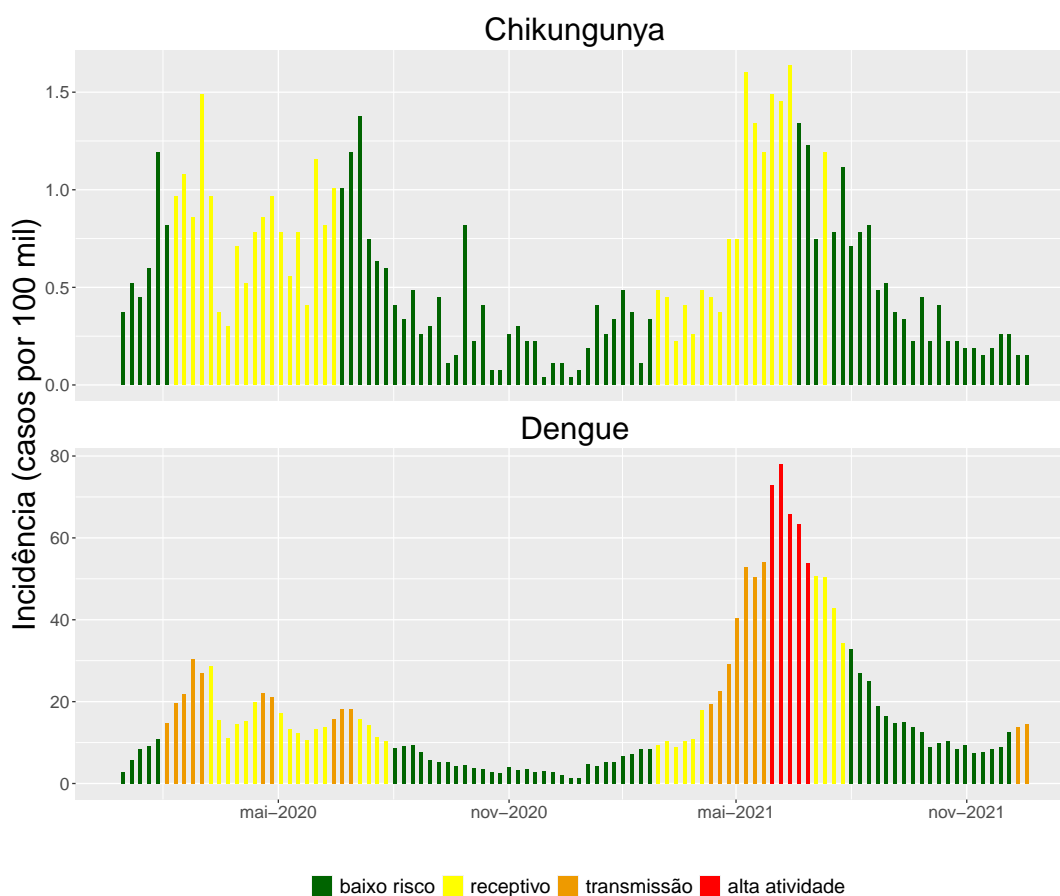 Chikungunya
Incidência (casos por 100 mil)
1.5
1.0
0.5
0.0
Dengue
80
60
40
20
0
mai−2020 nov−2020 mai−2021 nov−2021
baixo risco receptivo transmissão alta atividade